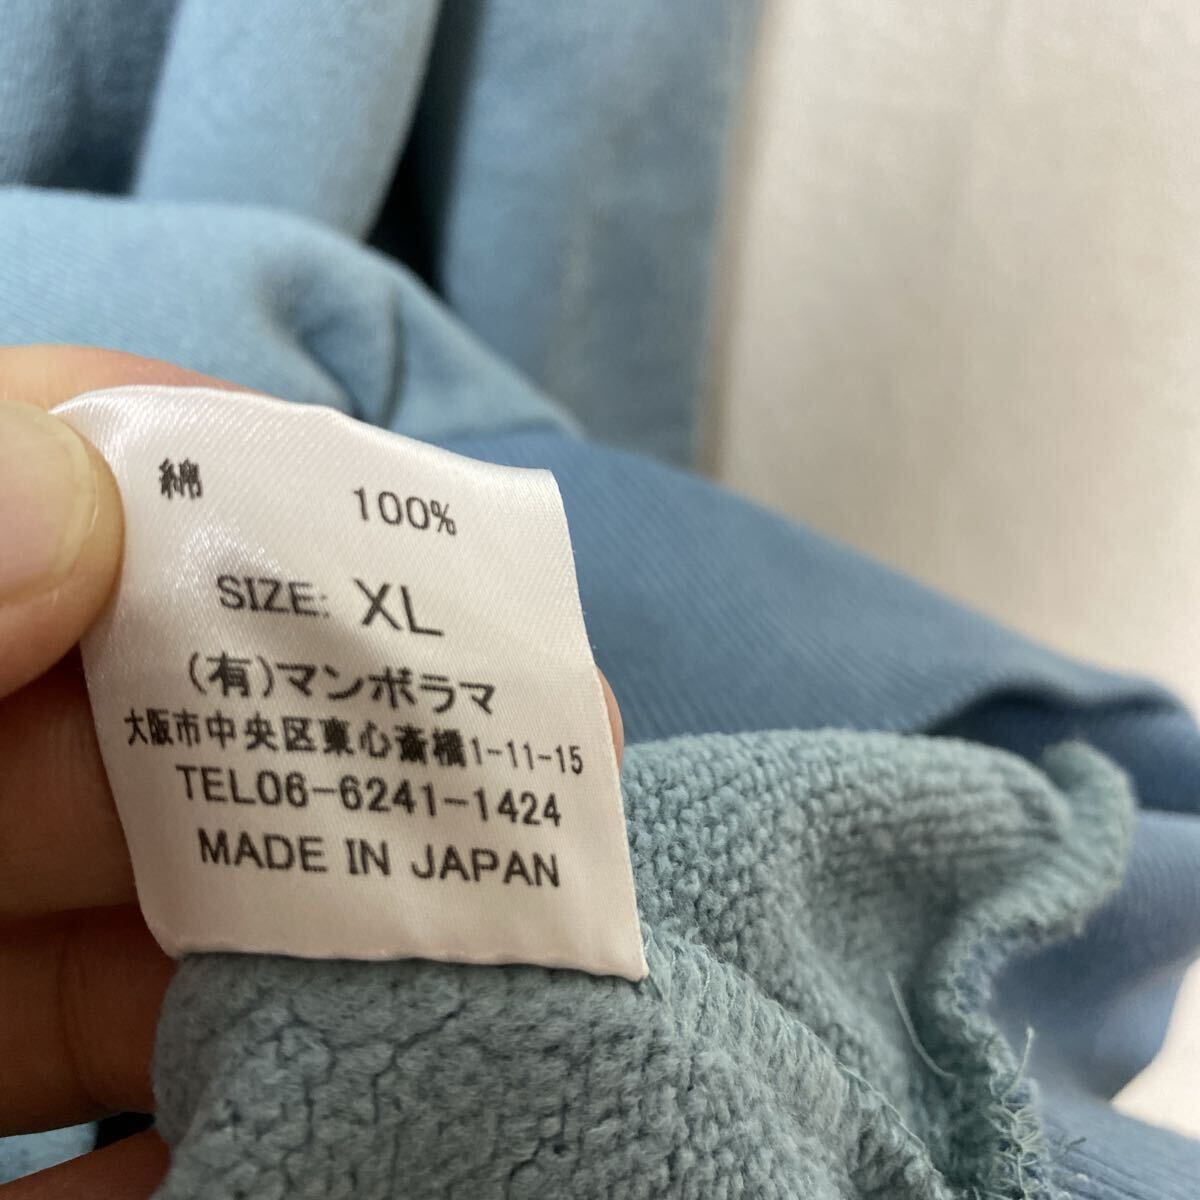 綿 100%
SIZE: XL
(有)マンボラマ
大阪市中央区東心斎橋1-11-15
TEL06-6241-1424
MADE IN JAPAN